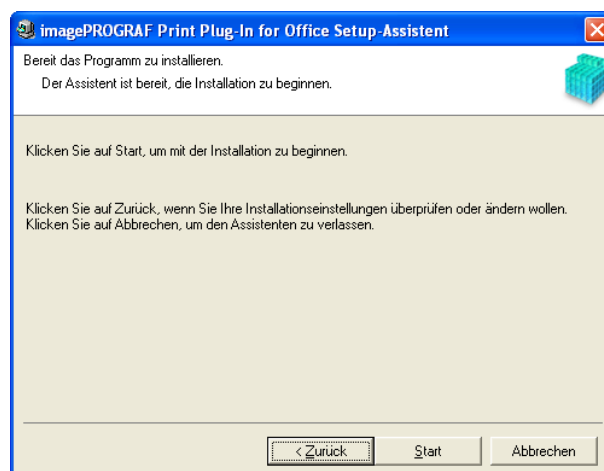 imagePROGRAF Print Plug-In for Office Setup-Assistent
Bereit das Programm zu installieren.
Der Assistent ist bereit, die Installation zu beginnen.
Klicken Sie auf Start, um mit der Installation zu beginnen.
Klicken Sie auf Zurück, wenn Sie Ihre Installationseinstellungen überprüfen oder ändern wollen.
Klicken Sie auf Abbrechen, um den Assistenten zu verlassen.
< Zurück Start Abbrechen